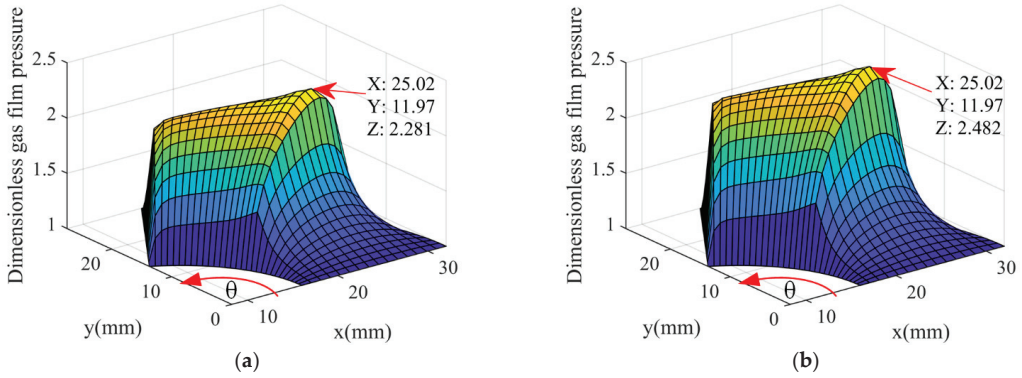 Dimensionless gas film pressure
2.5
2
1.5
1
20
10
0
y(mm)
θ
10
20
30
x(mm)
X: 25.02
Y: 11.97
Z: 2.281
(a)
Dimensionless gas film pressure
2.5
2
1.5
1
20
10
0
y(mm)
θ
10
20
30
x(mm)
X: 25.02
Y: 11.97
Z: 2.482
(b)